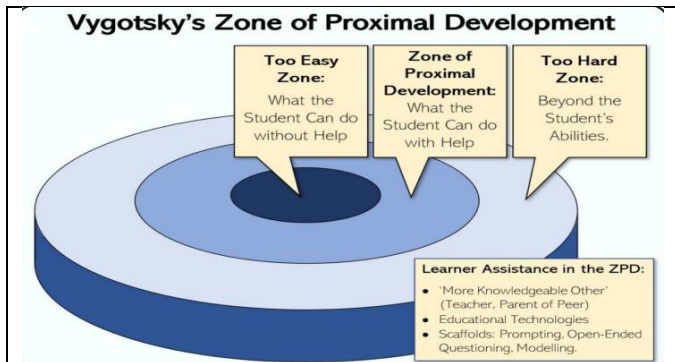 Vygotsky's Zone of Proximal Development
Too Easy
Zone:
What the
Student Can do
without Help
Zone of
Proximal
Development:
What the
Student Can do
with Help
Too Hard
Zone:
Beyond the
Student's
Abilities.
Learner Assistance in the ZPD:
• 'More Knowledgeable Other'
(Teacher, Parent of Peer)
• Educational Technologies
• Scaffolds: Prompting, Open-Ended
Questioning, Modelling.